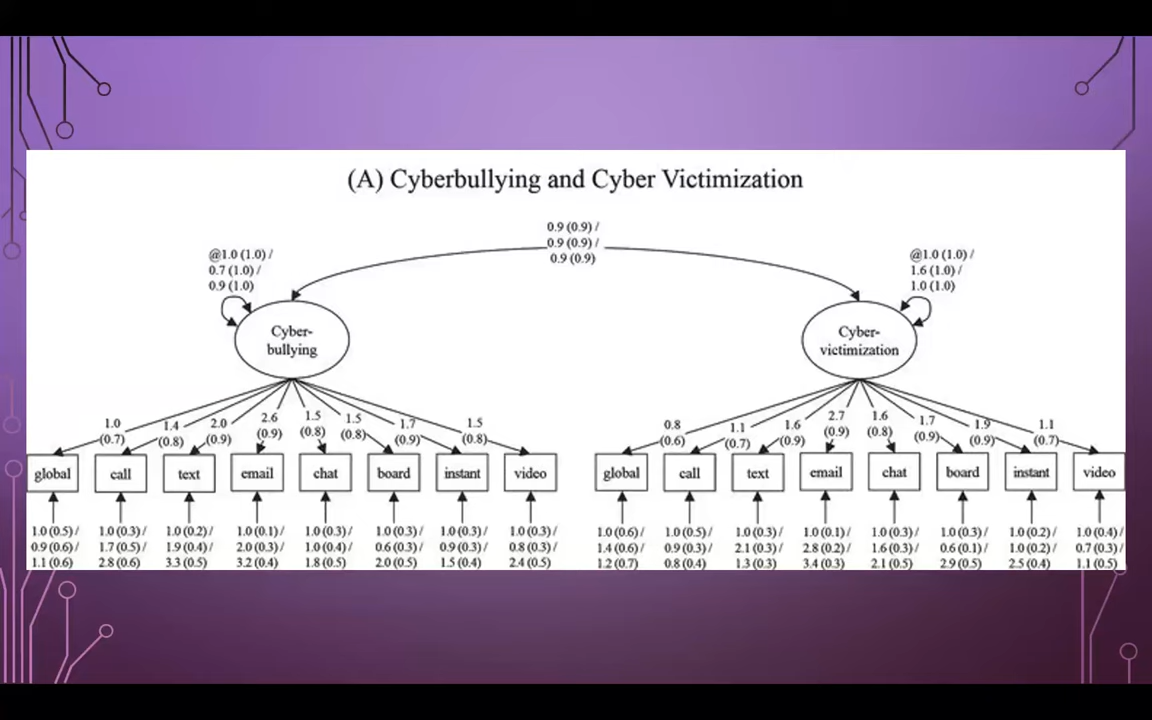 (A) Cyberbullying and Cyber Victimization
0.9 (0.9) /
0.9 (0.9) /
0.9 (0.9)
@1.0 (1.0) /
0.7 (1.0) /
0.9 (1.0)
@1.0 (1.0) /
1.6 (1.0) /
1.0 (1.0)
Cyber-
bullying
Cyber-
victimization
1.0
(0.7)
1.4
(0.8)
2.0
(0.9)
2.6
(0.9)
1.5
(0.8)
1.5
(0.8)
1.7
(0.9)
1.5
(0.8)
0.8
(0.6)
1.1
(0.7)
1.6
(0.9)
2.7
(0.9)
1.6
(0.8)
1.7
(0.9)
1.9
(0.9)
1.1
(0.7)
global call text email chat board instant video
global call text email chat board instant video
1.0 (0.5) / 1.0 (0.3) / 1.0 (0.2) / 1.0 (0.1) / 1.0 (0.3) / 1.0 (0.3) / 1.0 (0.3) / 1.0 (0.3) /
0.9 (0.6) / 1.7 (0.5) / 1.9 (0.4) / 2.0 (0.3) / 1.0 (0.4) / 0.6 (0.3) / 0.9 (0.3) / 0.8 (0.3) /
1.1 (0.6) 2.8 (0.6) 3.3 (0.5) 3.2 (0.4) 1.8 (0.5) 2.0 (0.5) 1.5 (0.4) 2.4 (0.5)
1.0 (0.6) / 1.0 (0.5) / 1.0 (0.3) / 1.0 (0.1) / 1.0 (0.3) / 1.0 (0.3) / 1.0 (0.2) / 1.0 (0.4) /
1.4 (0.6) / 0.9 (0.3) / 2.1 (0.3) / 2.8 (0.2) / 1.6 (0.3) / 0.6 (0.1) / 1.0 (0.2) / 0.7 (0.3) /
1.2 (0.7) 0.8 (0.4) 1.3 (0.3) 3.4 (0.3) 2.1 (0.5) 2.9 (0.5) 2.5 (0.4) 1.1 (0.5)